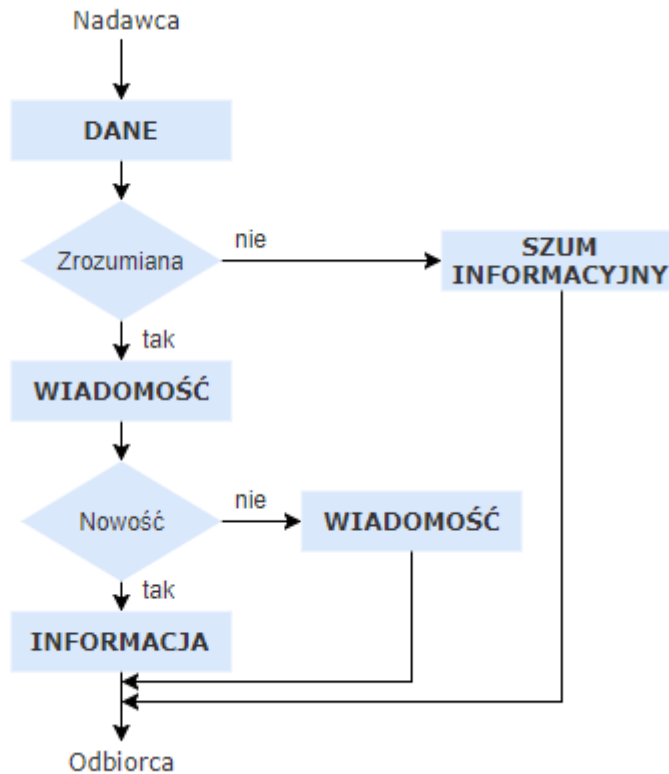 Nadawca
DANE
Zrozumiana
nie
SZUM
INFORMACYJNY
tak
WIADOMOŚĆ
Nowość
nie
WIADOMOŚĆ
tak
INFORMACJA
Odbiorca